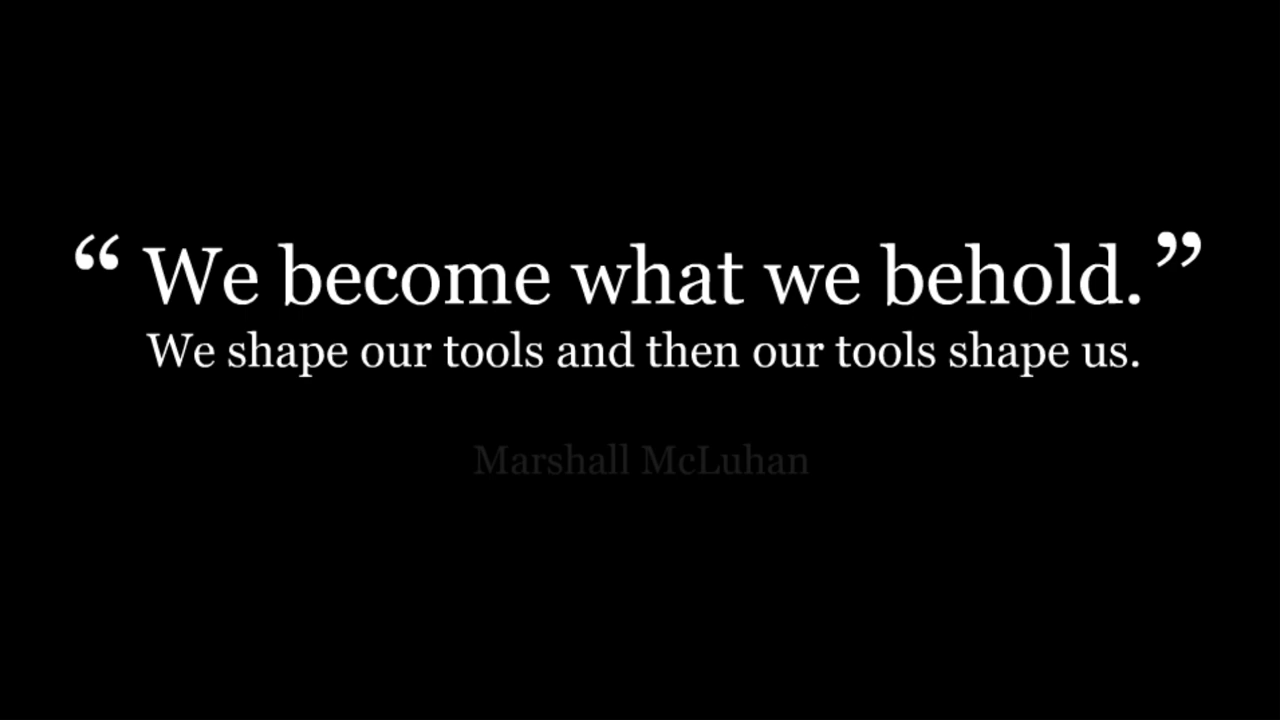 “ We become what we behold. ”
We shape our tools and then our tools shape us.
Marshall McLuhan